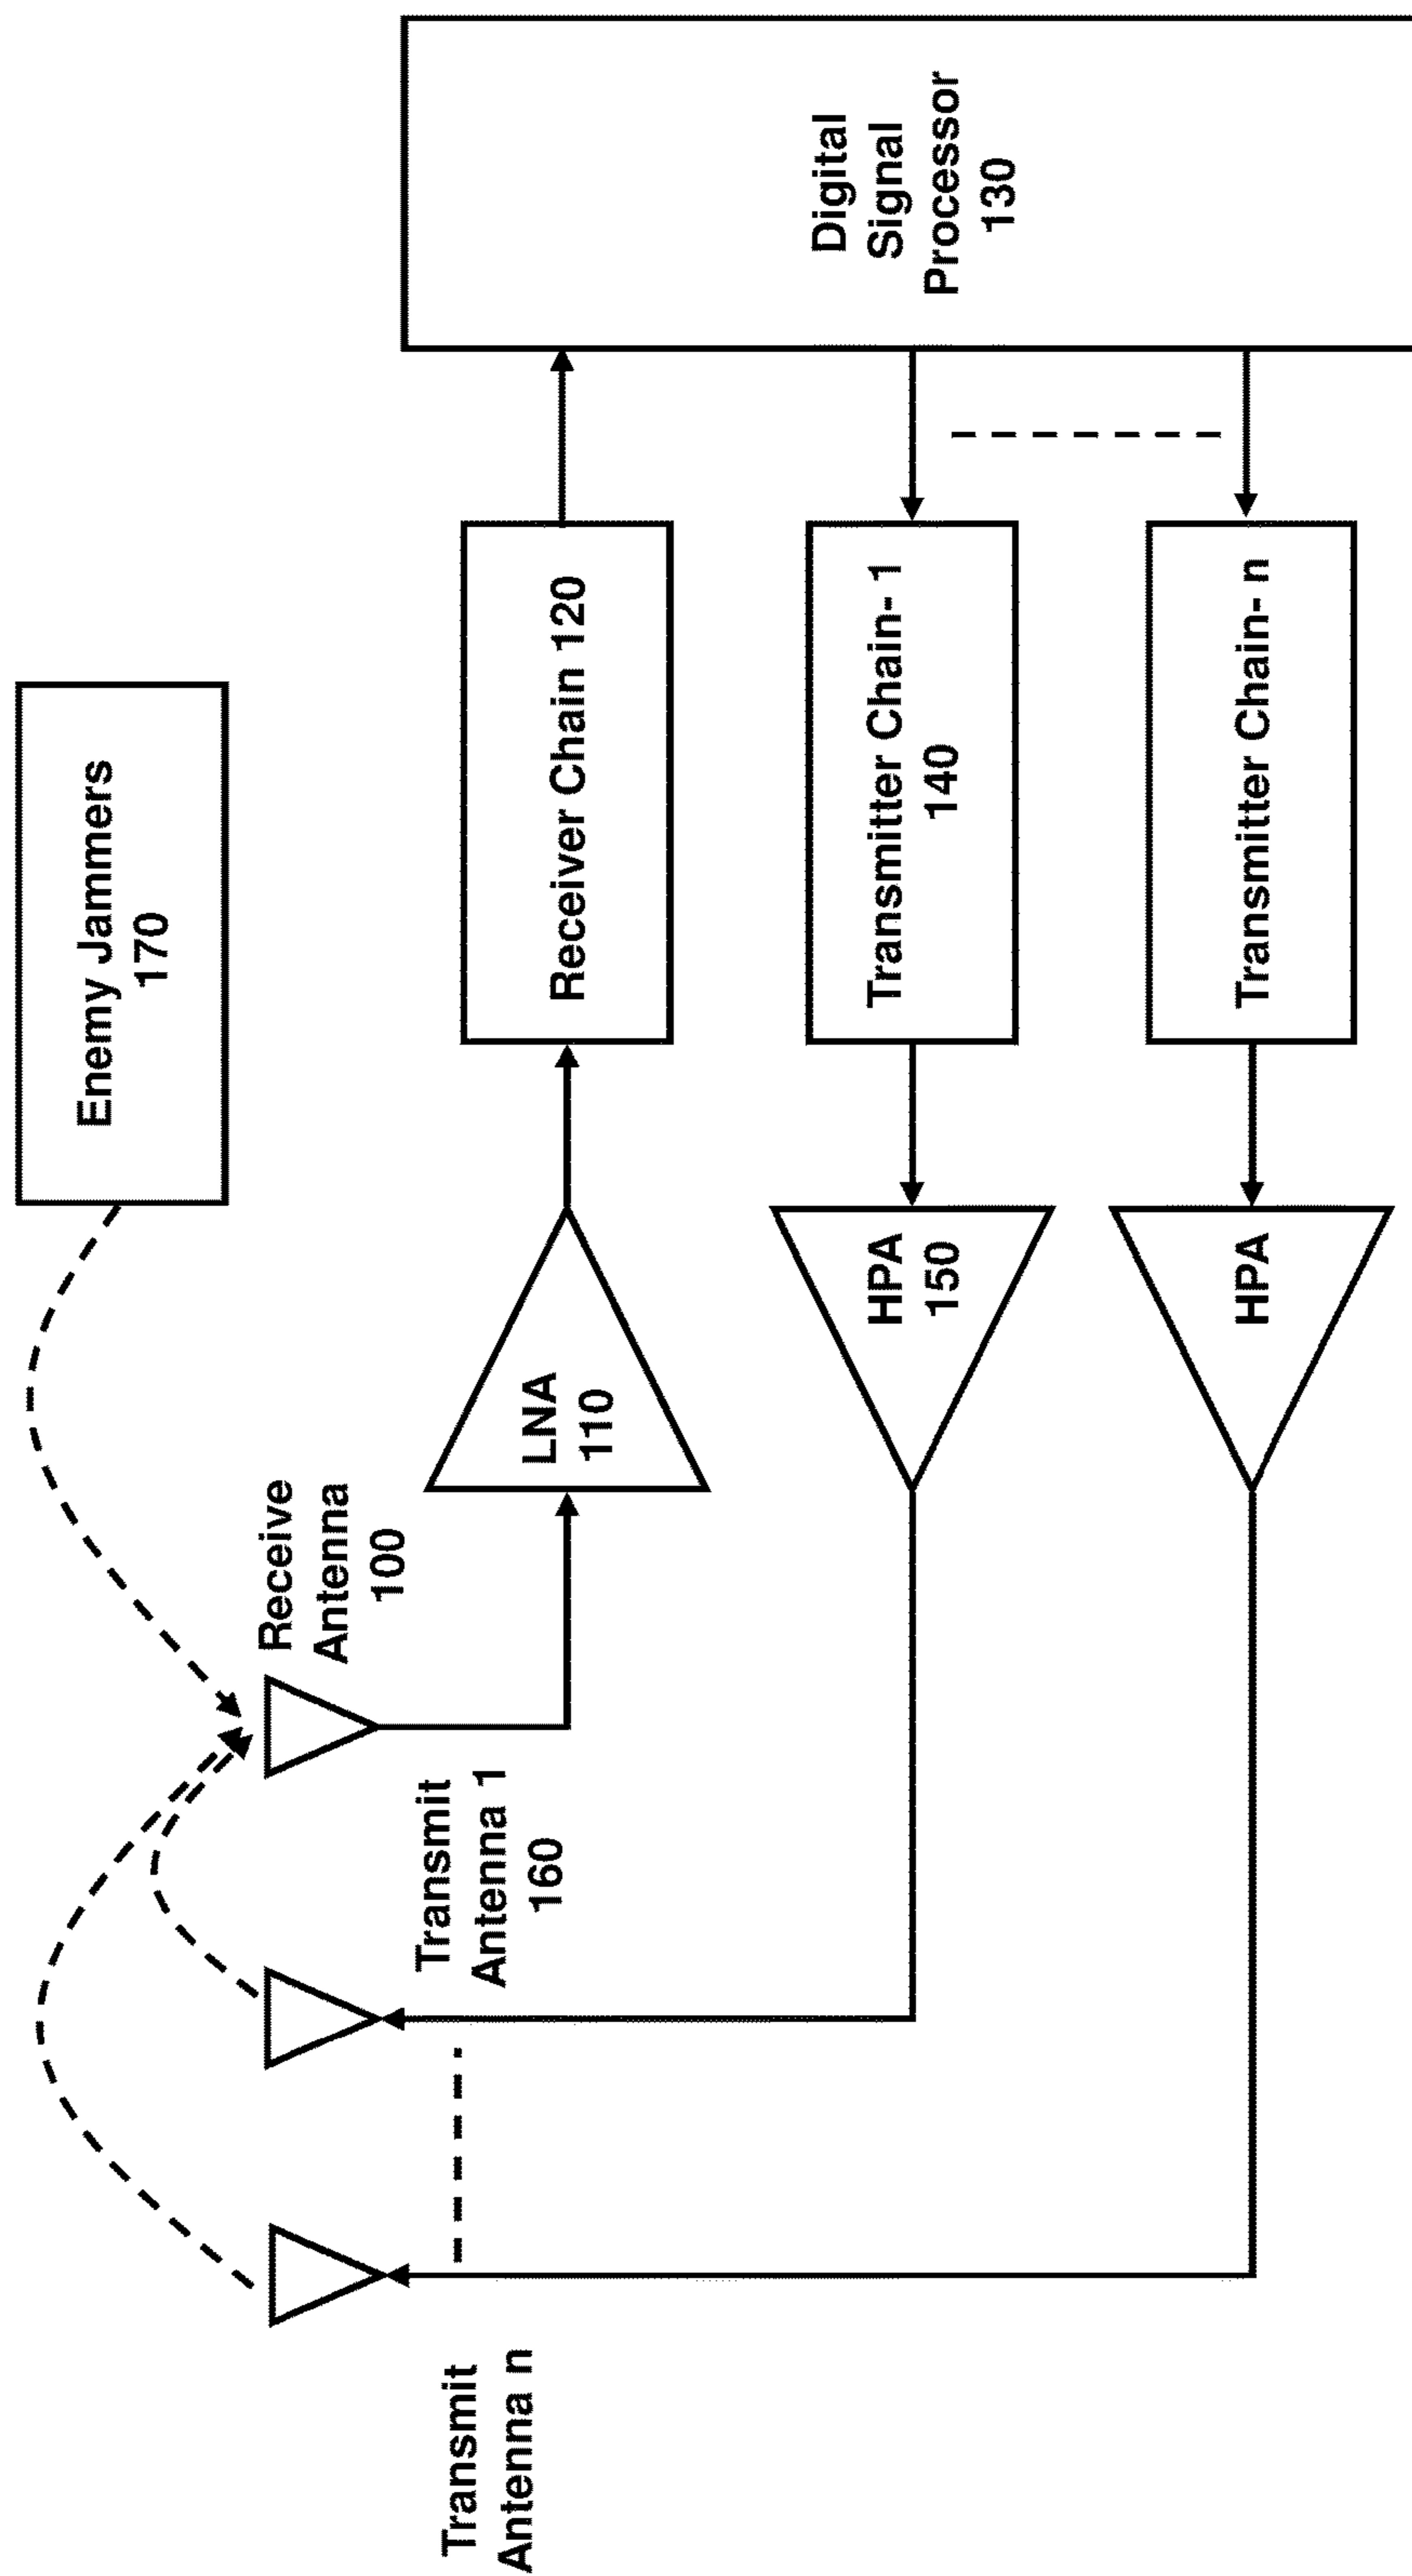 Enemy Jammers
170
Receive
Antenna
100
Transmit
Antenna 1
160
Transmit
Antenna n
LNA
110
Receiver Chain 120
Digital
Signal
Processor
130
HPA
150
Transmitter Chain- 1
140
HPA
Transmitter Chain- n